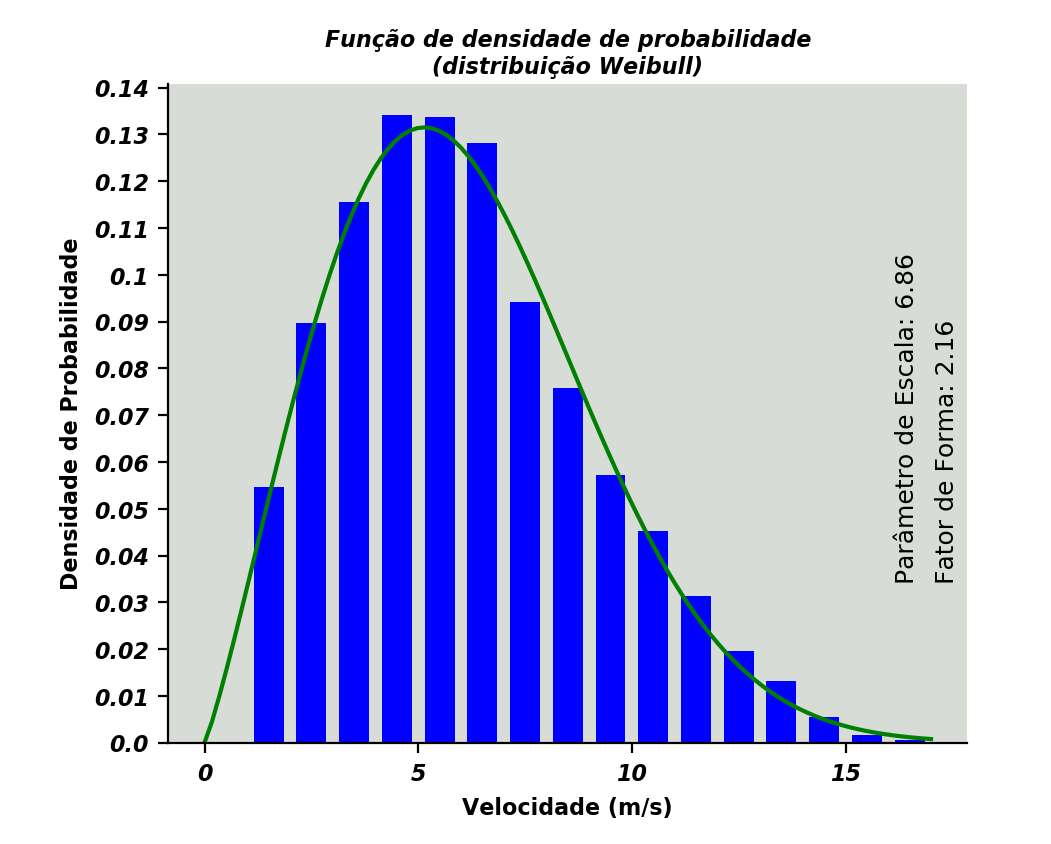 Função de densidade de probabilidade
(distribuição Weibull)
0.14
0.13
0.12
0.11
0.1
0.09
0.08
0.07
0.06
0.05
0.04
0.03
0.02
0.01
0.0
Densidade de Probabilidade
Parâmetro de Escala: 6.86
Fator de Forma: 2.16
0 5 10 15
Velocidade (m/s)